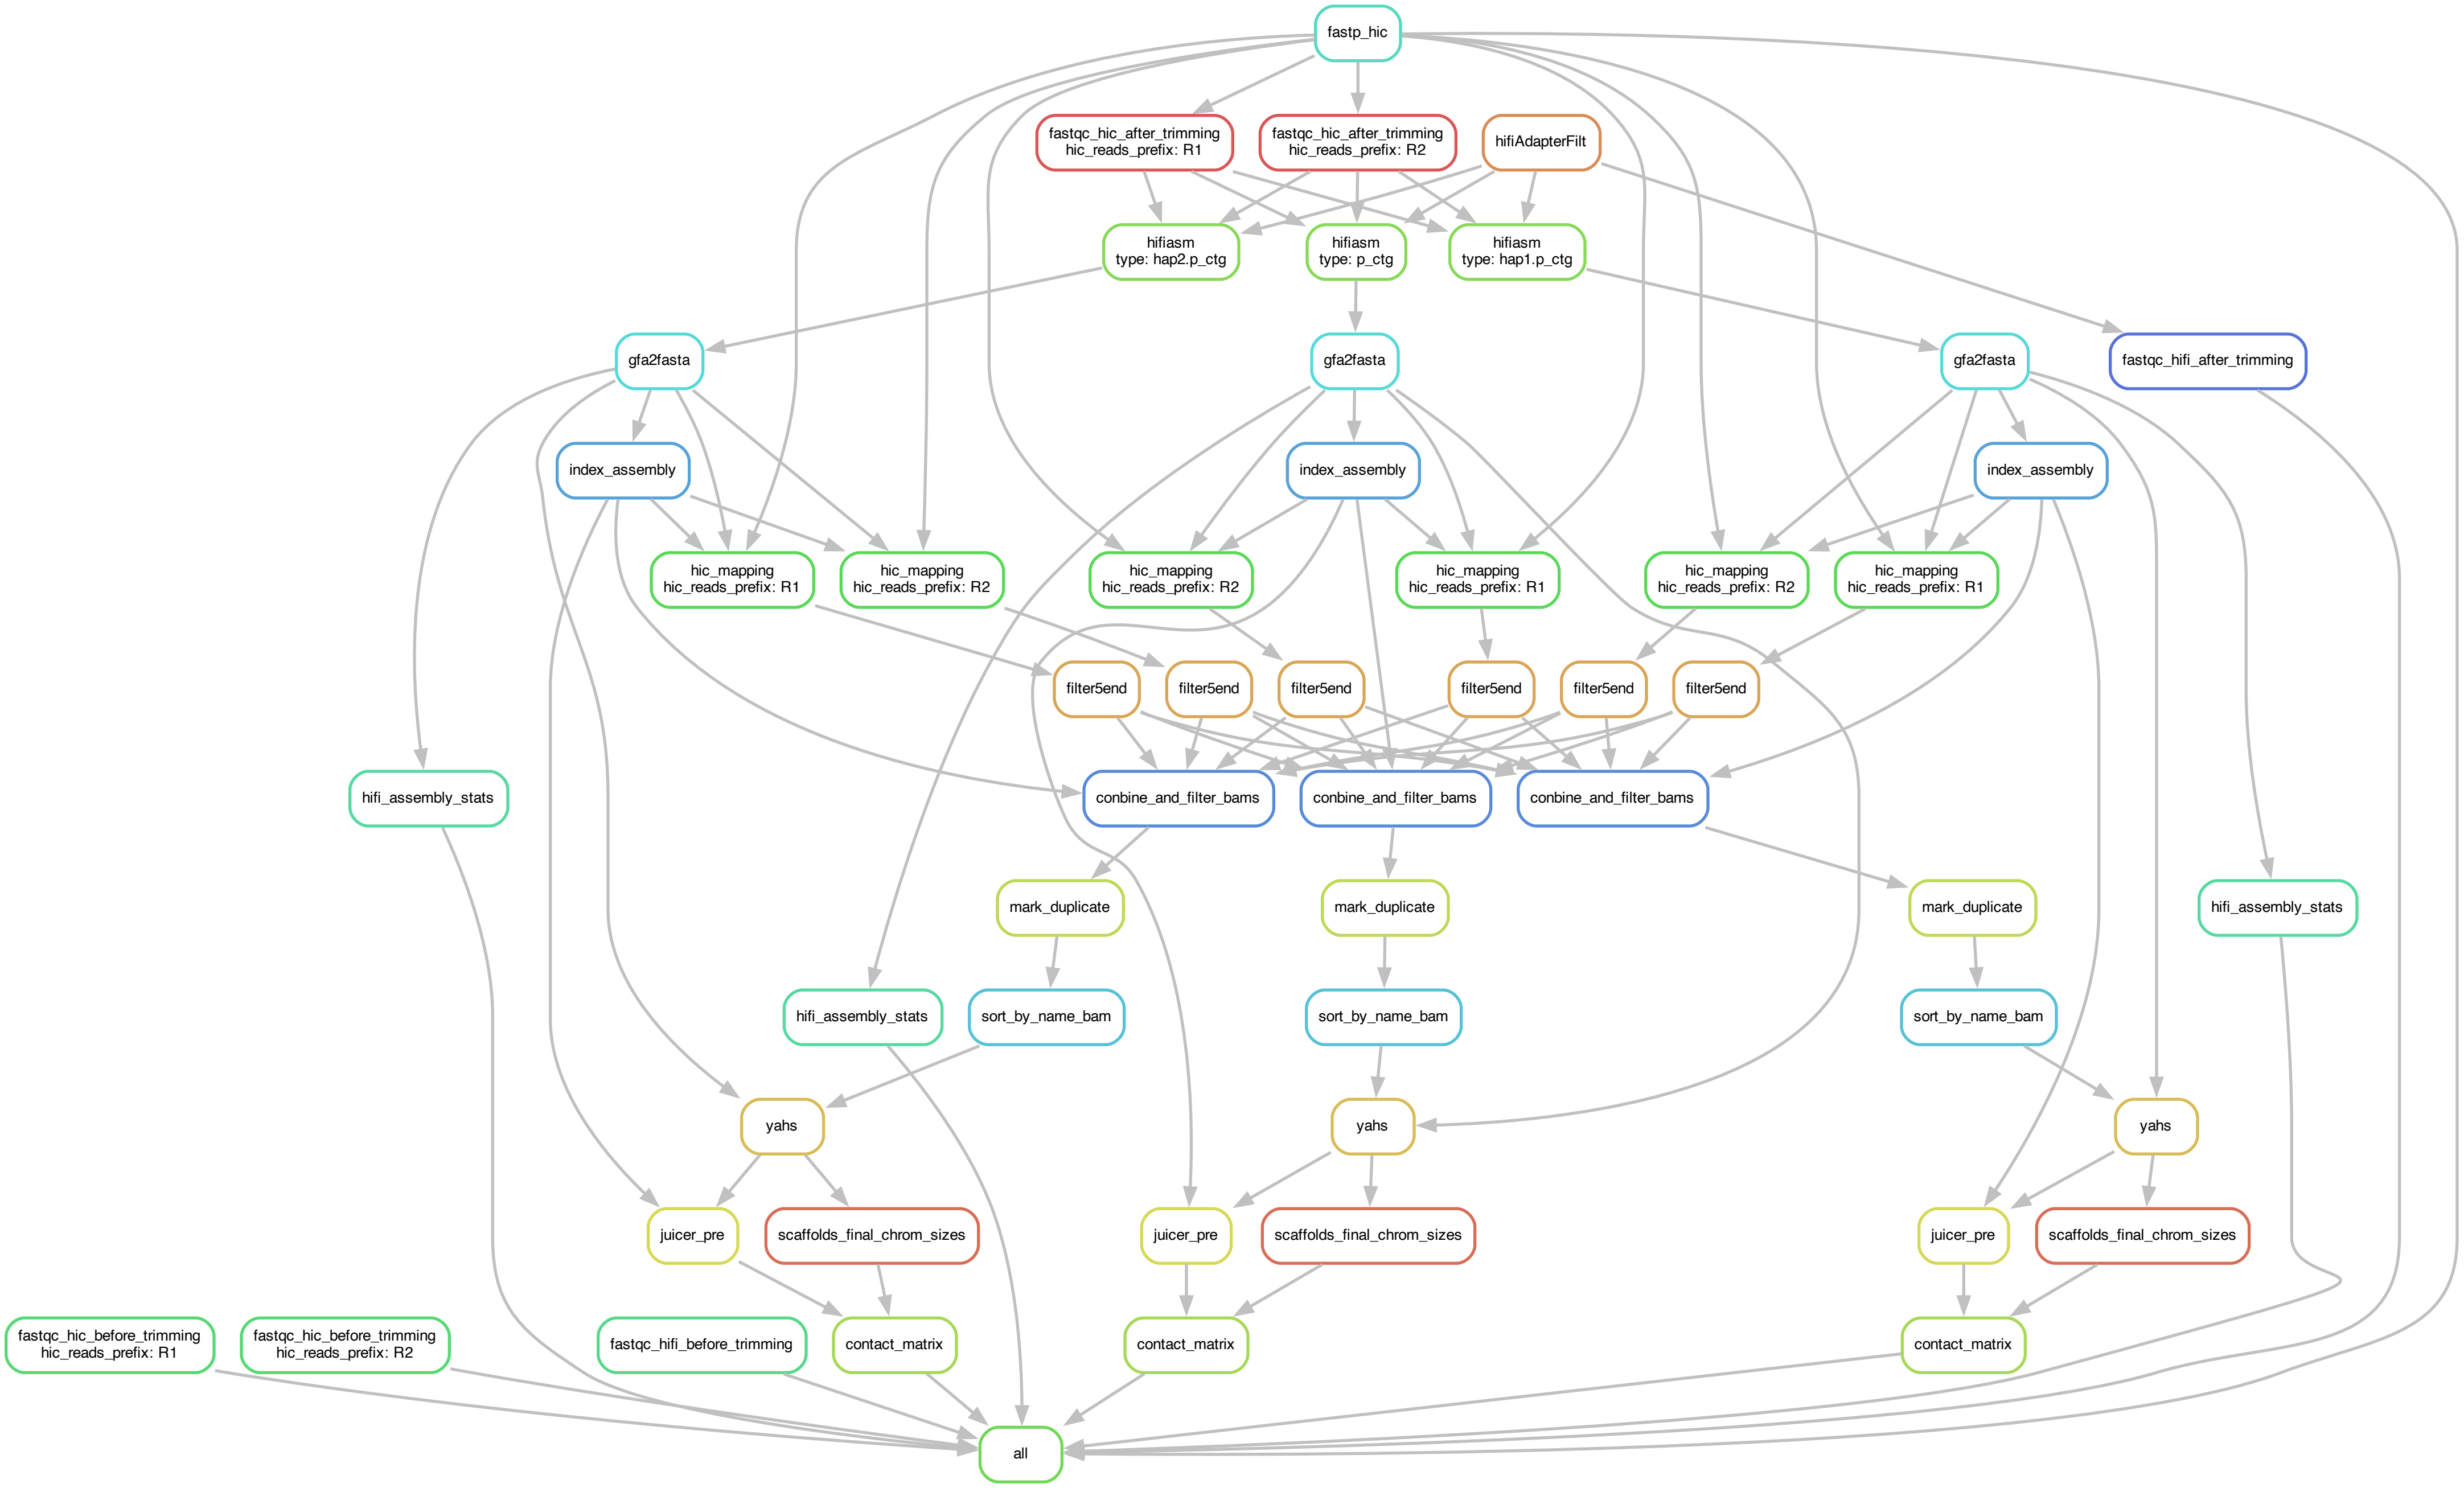 fastp_hic
fastqc_hic_after_trimming
hic_reads_prefix: R1
fastqc_hic_after_trimming
hic_reads_prefix: R2
hifiAdapterFilt
hifiasm
type: hap2.p_ctg
hifiasm
type: p_ctg
hifiasm
type: hap1.p_ctg
gfa2fasta
gfa2fasta
gfa2fasta
fastqc_hifi_after_trimming
index_assembly
index_assembly
index_assembly
hic_mapping
hic_reads_prefix: R1
hic_mapping
hic_reads_prefix: R2
hic_mapping
hic_reads_prefix: R2
hic_mapping
hic_reads_prefix: R1
hic_mapping
hic_reads_prefix: R2
hic_mapping
hic_reads_prefix: R1
filter5end
filter5end
filter5end
filter5end
filter5end
filter5end
hifi_assembly_stats
conbine_and_filter_bams
conbine_and_filter_bams
conbine_and_filter_bams
mark_duplicate
mark_duplicate
mark_duplicate
hifi_assembly_stats
hifi_assembly_stats
sort_by_name_bam
sort_by_name_bam
sort_by_name_bam
yahs
yahs
yahs
juicer_pre
scaffolds_final_chrom_sizes
juicer_pre
scaffolds_final_chrom_sizes
juicer_pre
scaffolds_final_chrom_sizes
fastqc_hic_before_trimming
hic_reads_prefix: R1
fastqc_hic_before_trimming
hic_reads_prefix: R2
fastqc_hifi_before_trimming
contact_matrix
contact_matrix
contact_matrix
all